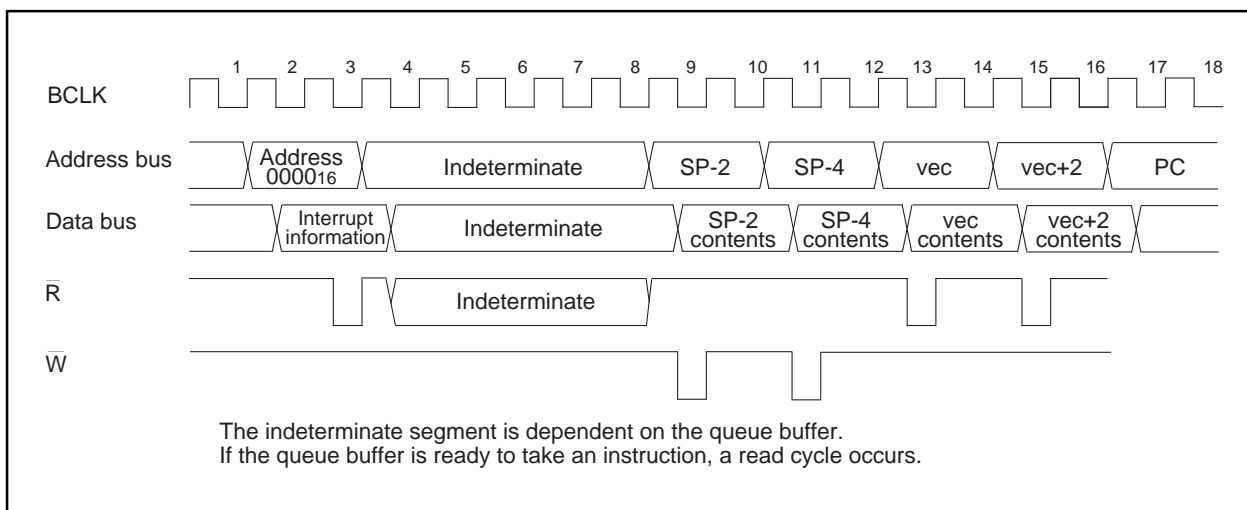 1 2 3 4 5 6 7 8 9 10 11 12 13 14 15 16 17 18
BCLK
Address bus
Address
000016
Indeterminate
SP-2
SP-4
vec
vec+2
PC
Data bus
Interrupt
information
Indeterminate
SP-2
contents
SP-4
contents
vec
contents
vec+2
contents
R
Indeterminate
W
The indeterminate segment is dependent on the queue buffer.
If the queue buffer is ready to take an instruction, a read cycle occurs.